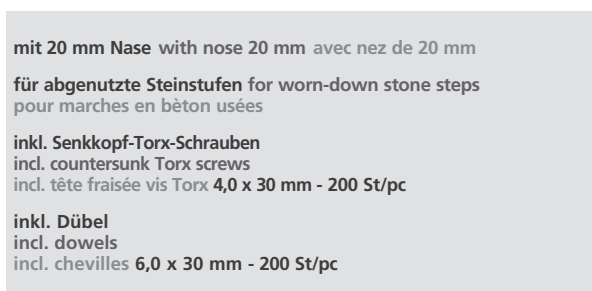 mit 20 mm Nase with nose 20 mm avec nez de 20 mm
für abgenutzte Steinstufen for worn-down stone steps
pour marches en bèton usées
inkl. Senkkopf-Torx-Schrauben
incl. countersunk Torx screws
incl. tête fraisée vis Torx 4,0 x 30 mm - 200 St/pc
inkl. Dübel
incl. dowels
incl. chevilles 6,0 x 30 mm - 200 St/pc